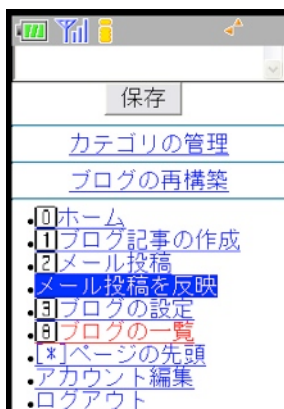 保存
カテゴリの管理
ブログの再構築
•0ホーム
•1ブログ記事の作成
•2メール投稿
•メール投稿を反映
•3ブログの設定
•8ブログの一覧
•[*]ページの先頭
•アカウント編集
•ログアウト